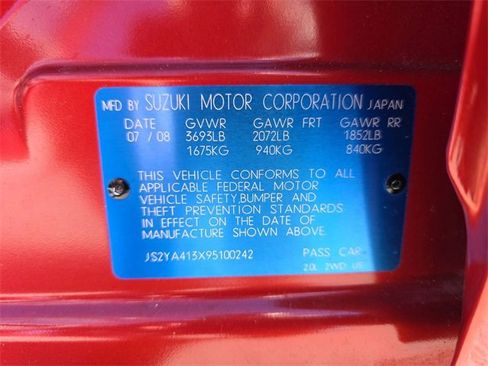 MFD BY SUZUKI MOTOR CORPORATION JAPAN
DATE GVWR GAWR FRT GAWR RR
07 / 08 3693LB 2072LB 1852LB
1675KG 940KG 840KG
THIS VEHICLE CONFORMS TO ALL
APPLICABLE FEDERAL MOTOR
VEHICLE SAFETY,BUMPER AND
THEFT PREVENTION STANDARDS
IN EFFECT ON THE DATE OF
MANUFACTURE SHOWN ABOVE.
JS2YA413X95100242 PASS CAR
2.0L 2WD